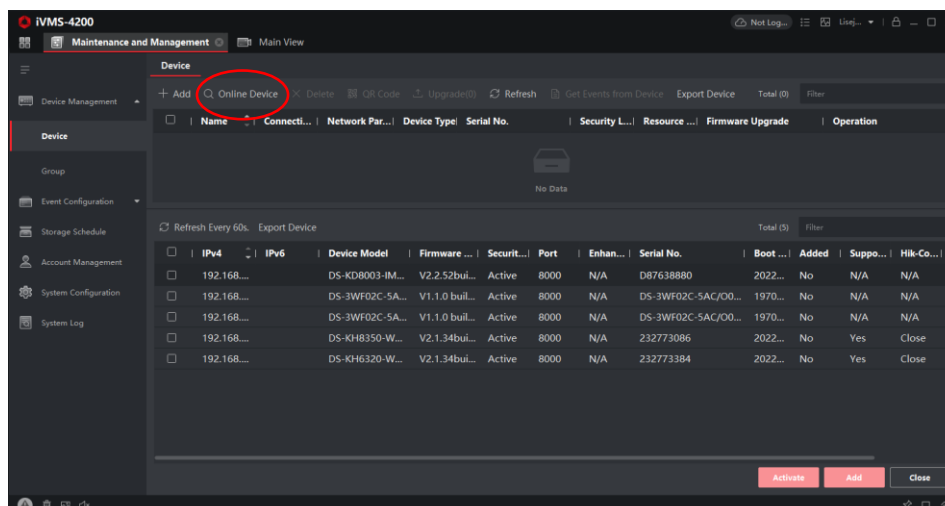 iVMS-4200
Not Log... Lisej...
Maintenance and Management Main View
Device
+ Add Online Device Delete QR Code Upgrade(0) Refresh Get Events from Device Export Device Total (0) Filter
Name Connecti... Network Par... Device Type Serial No. Security L... Resource ... Firmware Upgrade Operation
No Data
Device Management
Device
Group
Event Configuration
Storage Schedule
Account Management
System Configuration
System Log
Refresh Every 60s. Export Device Total (5) Filter
IPv4 IPv6 Device Model Firmware ... Securit... Port Enhan... Serial No. Boot ... Added Suppo... Hik-Co...
192.168.... DS-KD8003-IM... V2.2.52bui... Active 8000 N/A D87638880 2022... No N/A N/A
192.168.... DS-3WF02C-5A... V1.1.0 buil... Active 8000 N/A DS-3WF02C-5AC/O0... 1970... No N/A N/A
192.168.... DS-3WF02C-5A... V1.1.0 buil... Active 8000 N/A DS-3WF02C-5AC/O0... 1970... No N/A N/A
192.168.... DS-KH8350-W... V2.1.34bui... Active 8000 N/A 232773086 2022... No Yes Close
192.168.... DS-KH6320-W... V2.1.34bui... Active 8000 N/A 232773384 2022... No Yes Close
Activate Add Close